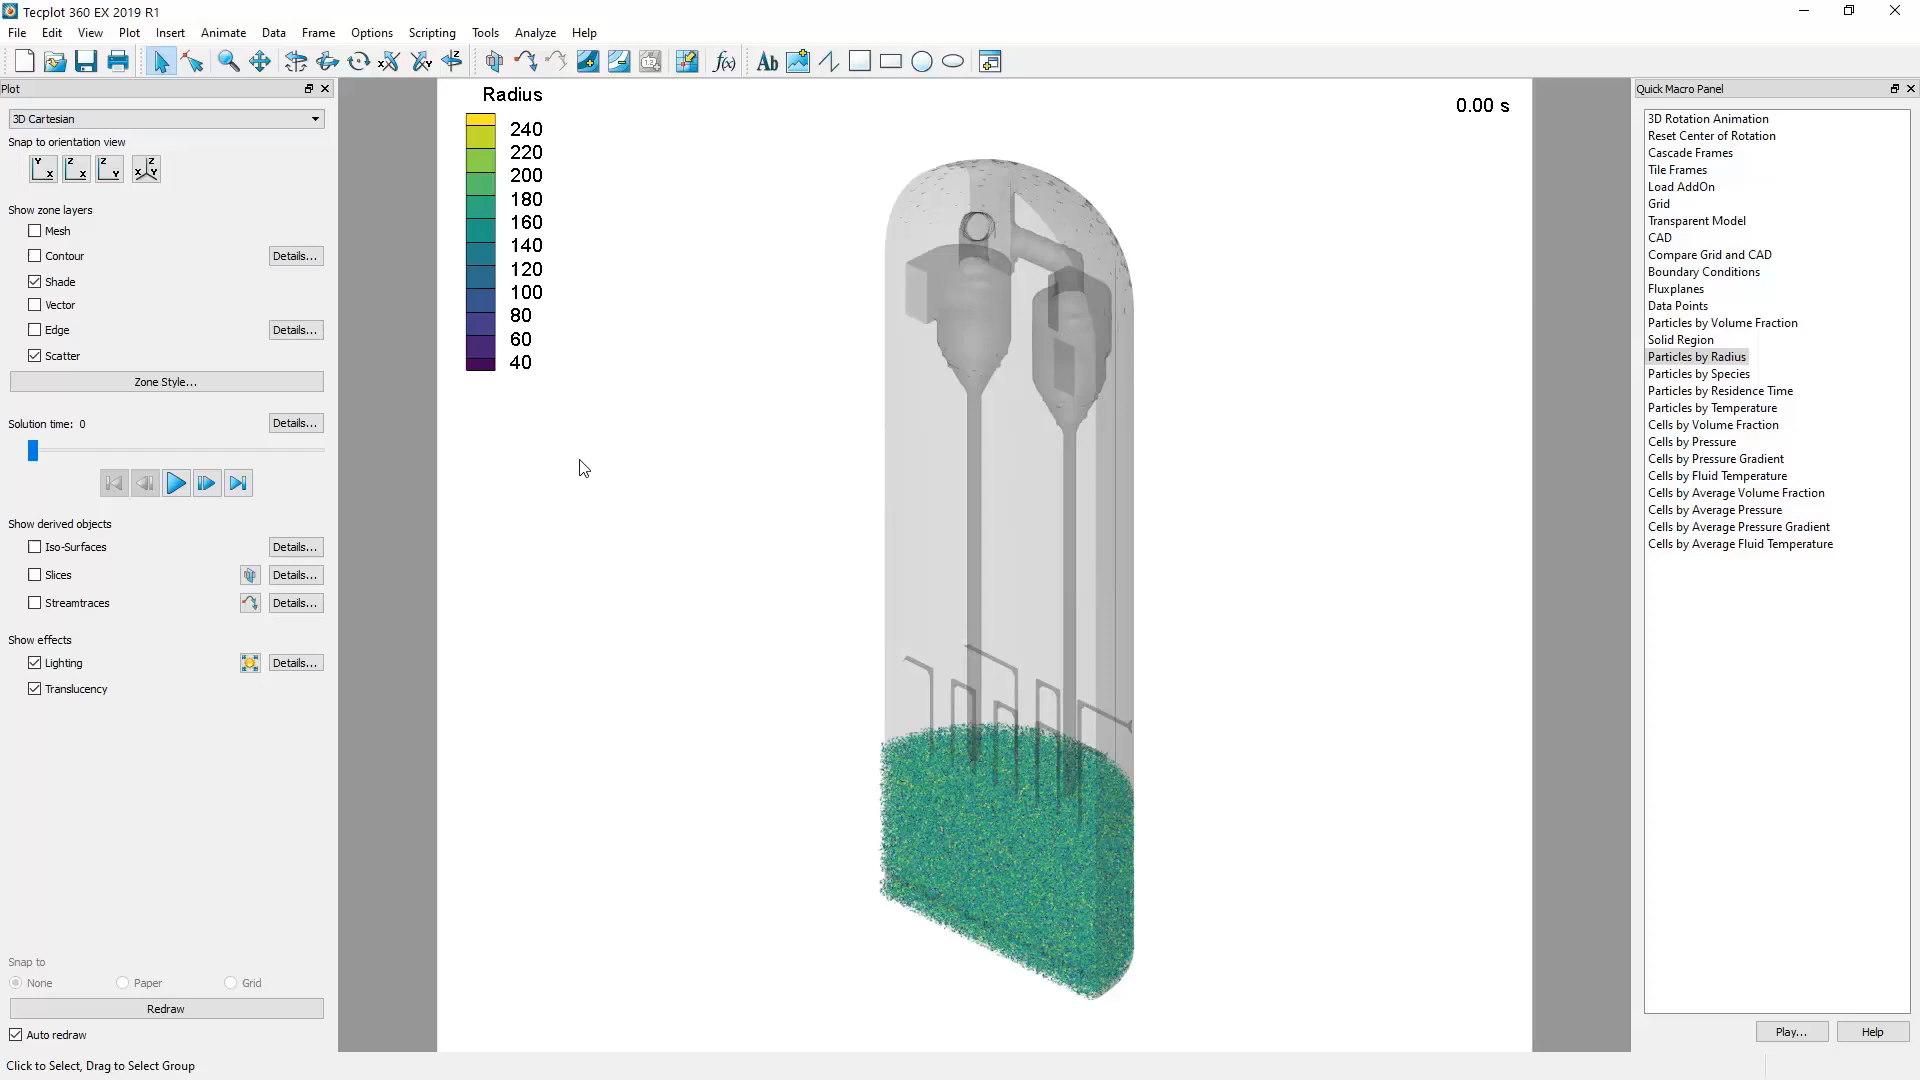 Tecplot 360 EX 2019 R1
File Edit View Plot Insert Animate Data Frame Options Scripting Tools Analyze Help
Plot
3D Cartesian
Snap to orientation view
Show zone layers
Mesh
Contour Details...
Shade
Vector
Edge Details...
Scatter
Zone Style...
Solution time: 0 Details...
Show derived objects
Iso-Surfaces Details...
Slices Details...
Streamtraces Details...
Show effects
Lighting Details...
Translucency
Snap to
None Paper Grid
Redraw
Auto redraw
Click to Select, Drag to Select Group
Radius
240
220
200
180
160
140
120
100
80
60
40
0.00 s
Quick Macro Panel
3D Rotation Animation
Reset Center of Rotation
Cascade Frames
Tile Frames
Load AddOn
Grid
Transparent Model
CAD
Compare Grid and CAD
Boundary Conditions
Fluxplanes
Data Points
Particles by Volume Fraction
Solid Region
Particles by Radius
Particles by Species
Particles by Residence Time
Particles by Temperature
Cells by Volume Fraction
Cells by Pressure
Cells by Pressure Gradient
Cells by Fluid Temperature
Cells by Average Volume Fraction
Cells by Average Pressure
Cells by Average Pressure Gradient
Cells by Average Fluid Temperature
Play... Help